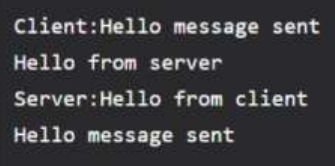 Client:Hello message sent
Hello from server
Server:Hello from client
Hello message sent